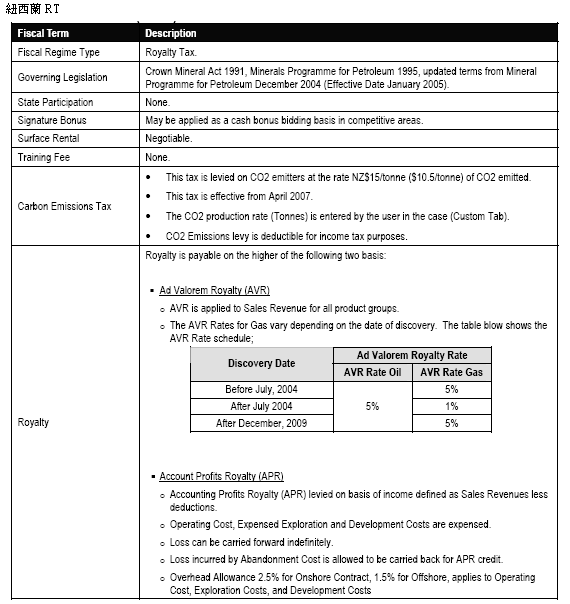 紐西蘭 RT
Fiscal Term Description
Fiscal Regime Type Royalty Tax.
Governing Legislation Crown Mineral Act 1991, Minerals Programme for Petroleum 1995, updated terms from Mineral
Programme for Petroleum December 2004 (Effective Date January 2005).
State Participation None.
Signature Bonus May be applied as a cash bonus bidding basis in competitive areas.
Surface Rental Negotiable.
Training Fee None.
Carbon Emissions Tax
• This tax is levied on CO2 emitters at the rate NZ$15/tonne ($10.5/tonne) of CO2 emitted.
• This tax is effective from April 2007.
• The CO2 production rate (Tonnes) is entered by the user in the case (Custom Tab).
• CO2 Emissions levy is deductible for income tax purposes.
Royalty
Royalty is payable on the higher of the following two basis:
▪ Ad Valorem Royalty (AVR)
o AVR is applied to Sales Revenue for all product groups.
o The AVR Rates for Gas vary depending on the date of discovery. The table blow shows the
AVR Rate schedule;
Discovery Date Ad Valorem Royalty Rate
AVR Rate Oil AVR Rate Gas
Before July, 2004 5%
After July 2004 5% 1%
After December, 2009 5%
▪ Account Profits Royalty (APR)
o Accounting Profits Royalty (APR) levied on basis of income defined as Sales Revenues less
deductions.
o Operating Cost, Expensed Exploration and Development Costs are expensed.
o Loss can be carried forward indefinitely.
o Loss incurred by Abandonment Cost is allowed to be carried back for APR credit.
o Overhead Allowance 2.5% for Onshore Contract, 1.5% for Offshore, applies to Operating
Cost, Exploration Costs, and Development Costs